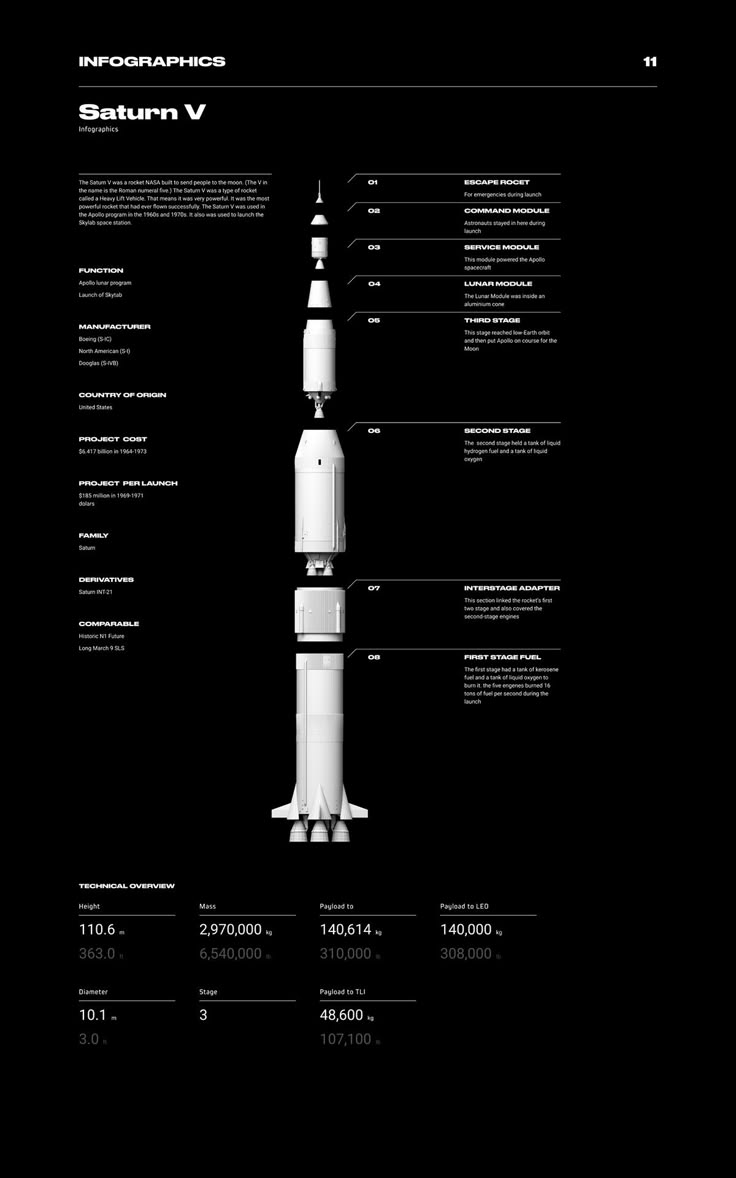 INFOGRAPHICS
11
Saturn V
Infographics
The Saturn V was a rocket NASA built to send people to the moon. (The V in
the name is the Roman numeral five.) The Saturn V was a type of rocket
called a Heavy Lift Vehicle. That means it was very powerful. It was the most
powerful rocket that had ever flown successfully. The Saturn V was used in
the Apollo program in the 1960s and 1970s. It also was used to launch the
Skylab space station.
FUNCTION
Apollo lunar program
Launch of Skytab
MANUFACTURER
Boeing (S-IC)
North American (S-I)
Dooglas (S-IVB)
COUNTRY OF ORIGIN
United States
PROJECT COST
$6.417 billion in 1964-1973
PROJECT PER LAUNCH
$185 million in 1969-1971
dolars
FAMILY
Saturn
DERIVATIVES
Saturn INT-21
COMPARABLE
Historic N1 Future
Long March 9 SLS
01
ESCAPE ROCET
For emergencies during launch
02
COMMAND MODULE
Astronauts stayed in here during
launch
03
SERVICE MODULE
This module powered the Apollo
spacecraft
04
LUNAR MODULE
The Lunar Module was inside an
aluminium cone
05
THIRD STAGE
This stage reached low-Earth orbit
and then put Apollo on course for the
Moon
06
SECOND STAGE
The second stage held a tank of liquid
hydrogen fuel and a tank of liquid
oxygen
07
INTERSTAGE ADAPTER
This section linked the rocket's first
two stage and also covered the
second-stage engines
08
FIRST STAGE FUEL
The first stage had a tank of kerosene
fuel and a tank of liquid oxygen to
burn it. the five engenes burned 16
tons of fuel per second during the
launch
TECHNICAL OVERVIEW
Height
110.6 m
363.0 ft
Mass
2,970,000 kg
6,540,000 lb
Payload to
140,614 kg
310,000 lb
Payload to LEO
140,000 kg
308,000 lb
Diameter
10.1 m
3.0 ft
Stage
3
Payload to TLI
48,600 kg
107,100 lb